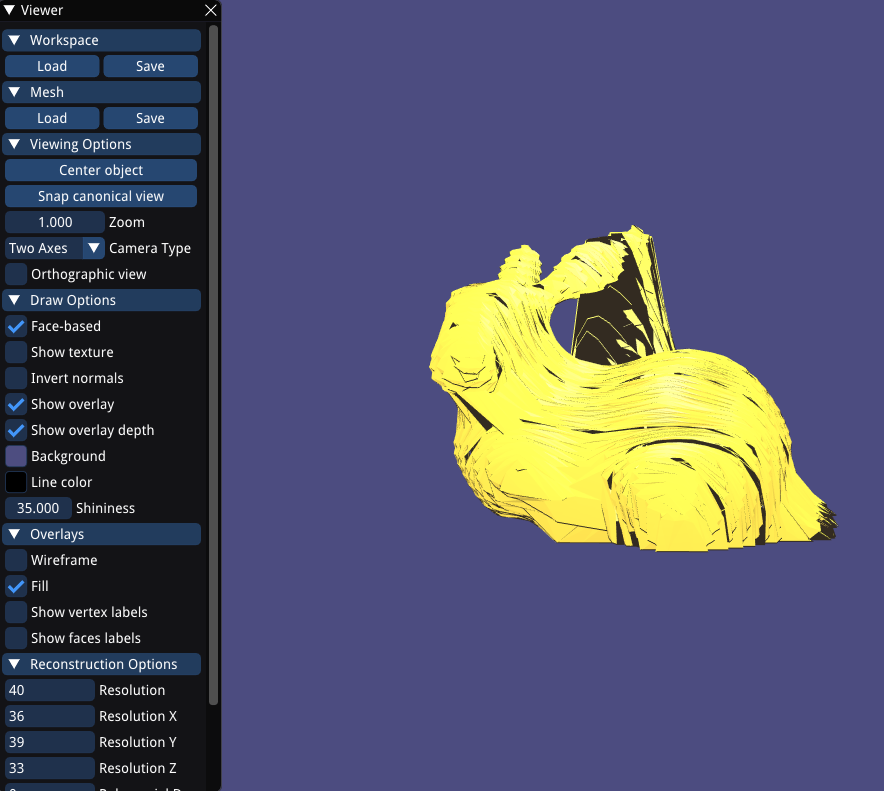 Viewer
Workspace
Load Save
Mesh
Load Save
Viewing Options
Center object
Snap canonical view
1.000 Zoom
Two Axes Camera Type
Orthographic view
Draw Options
Face-based
Show texture
Invert normals
Show overlay
Show overlay depth
Background
Line color
35.000 Shininess
Overlays
Wireframe
Fill
Show vertex labels
Show faces labels
Reconstruction Options
40 Resolution
36 Resolution X
39 Resolution Y
33 Resolution Z